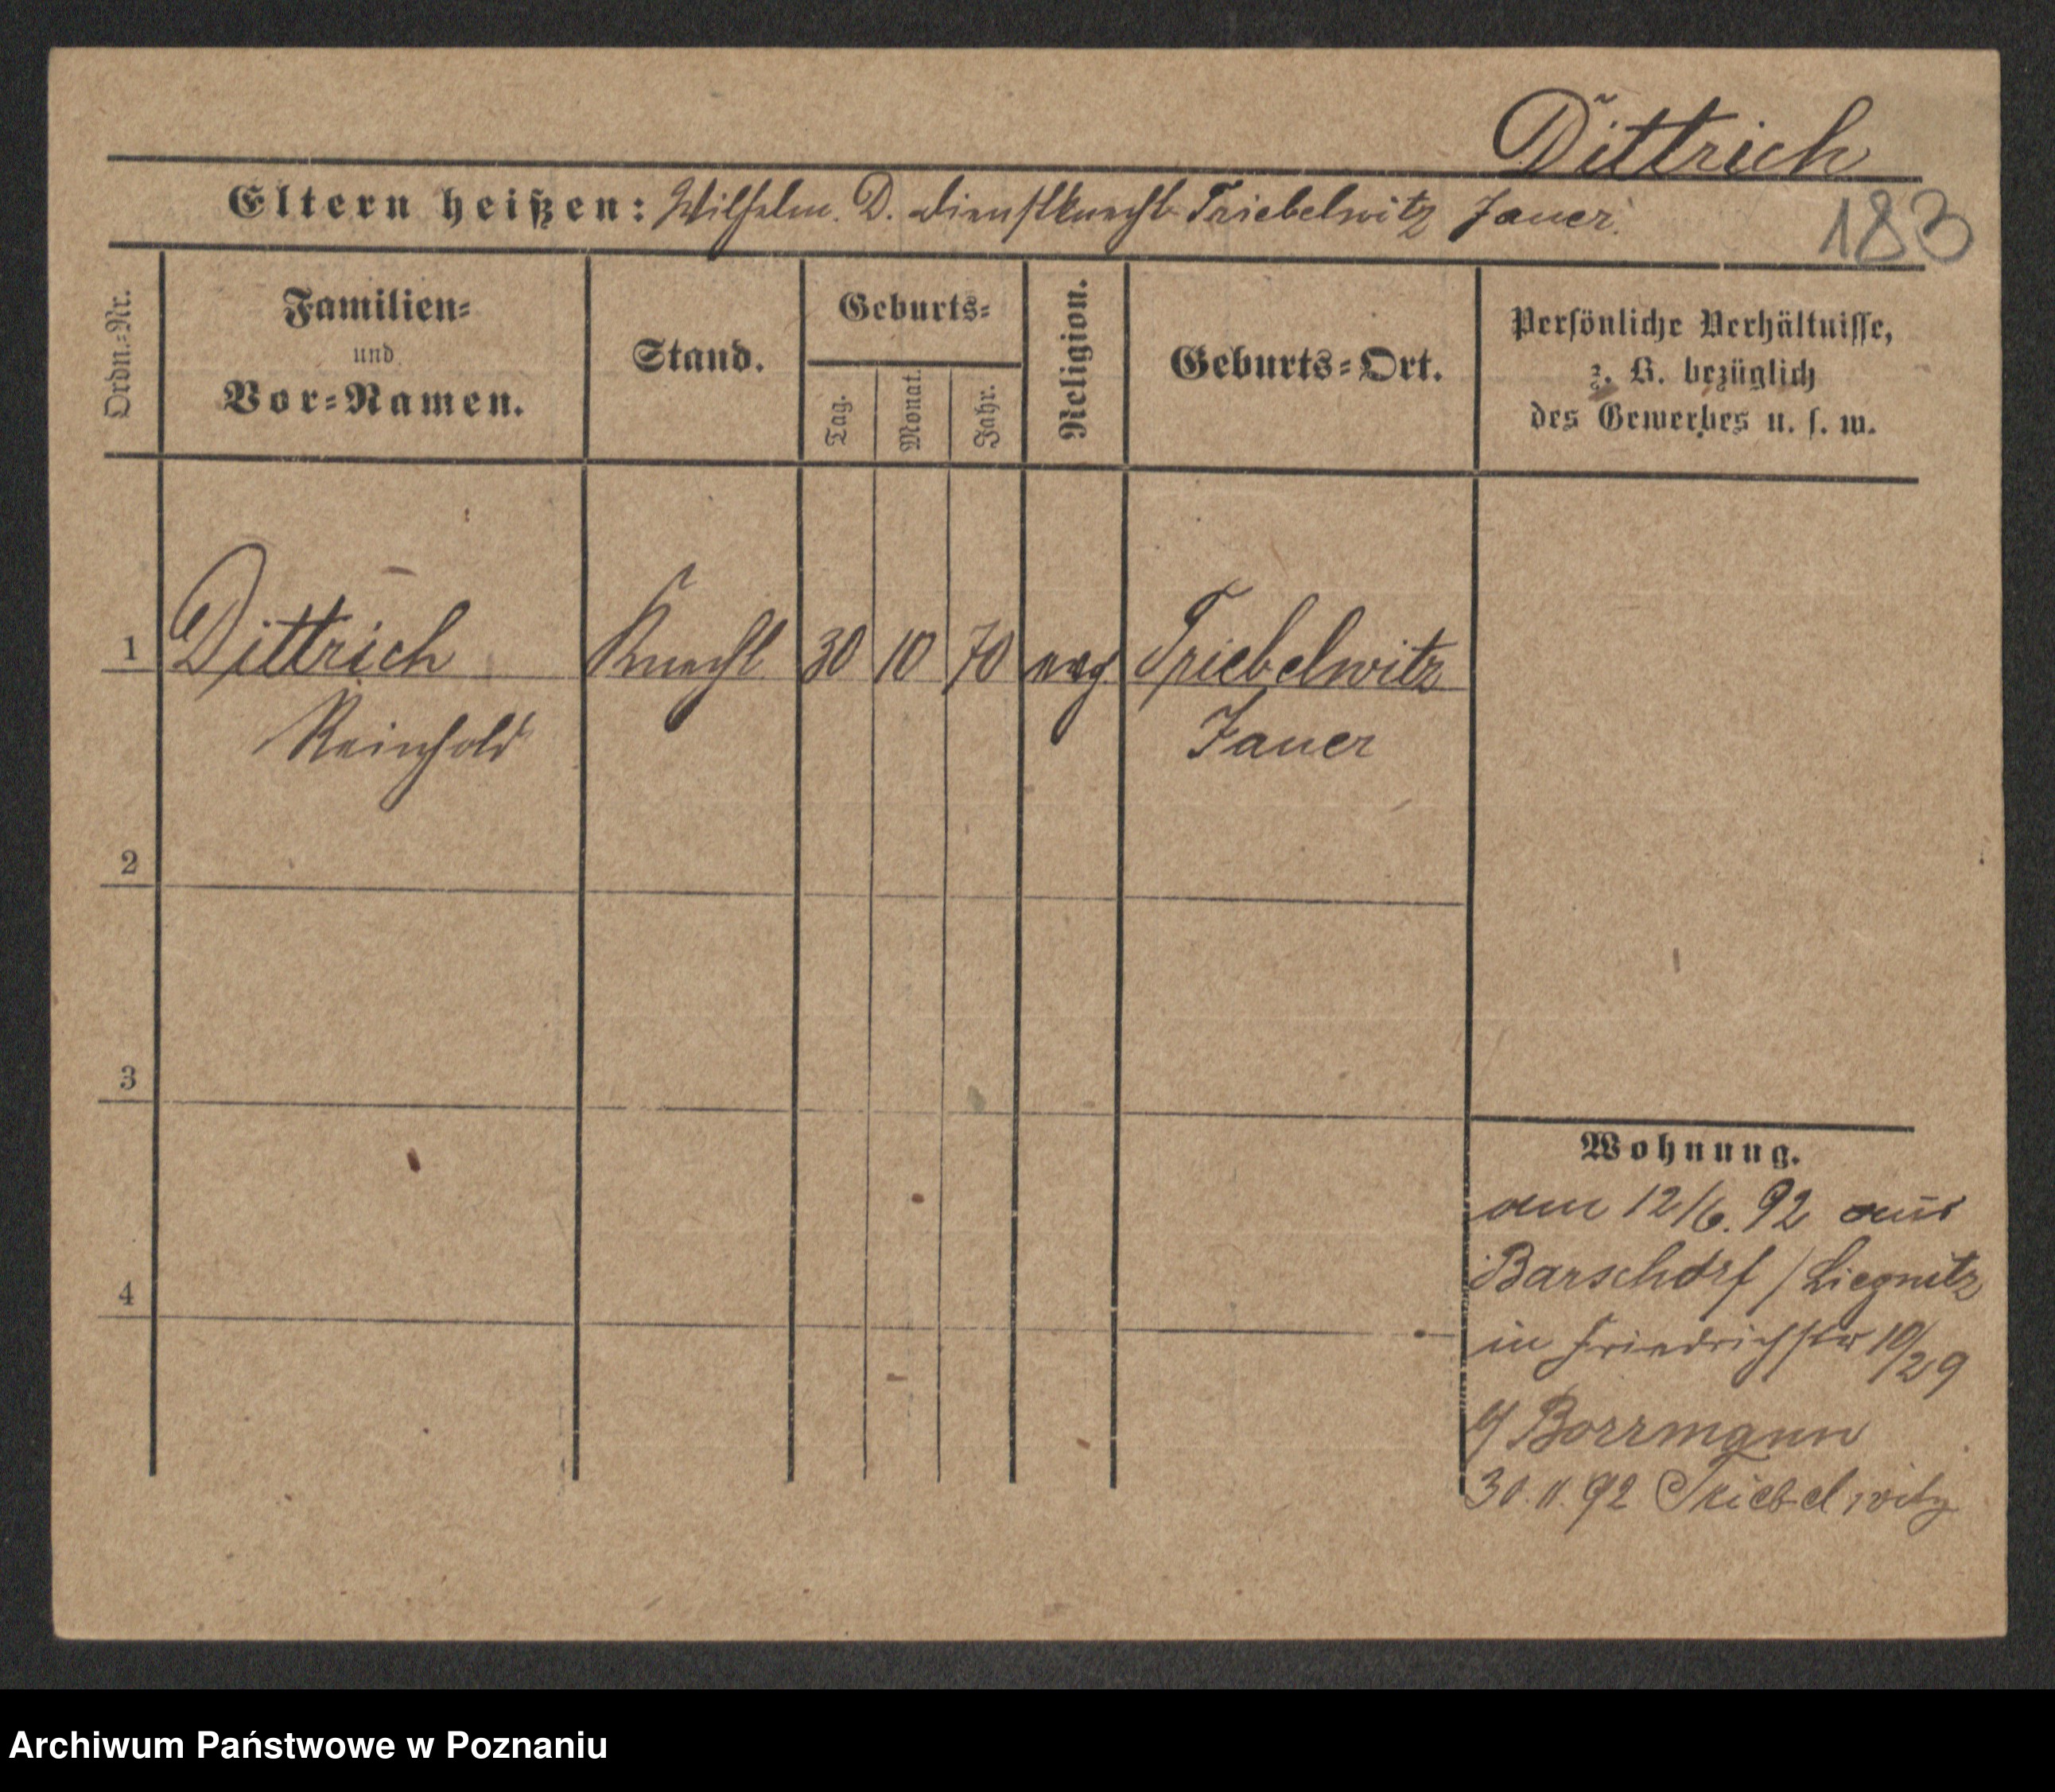 Dittrich
Eltern heißen: Wilhelm D. Dienstknecht Triebelwitz Jauer.
183
Ordn.-Nr.
Familien-
und
Vor-Namen.
Stand.
Geburts-
Tag.
Monat.
Jahr.
Religion.
Geburts-Ort.
Persönliche Verhältnisse,
z. B. bezüglich
des Gewerbes u. s. w.
1 Dittrich Knecht 30 10 70 evg Triebelwitz
Reinhold Jauer
2
3
4
Wohnung.
am 12/6. 92 aus
Barschdorf / Liegnitz
in Friedrichstr 19/29
b/ Borrmann
30.11.92 Triebelwitz
Archiwum Państwowe w Poznaniu